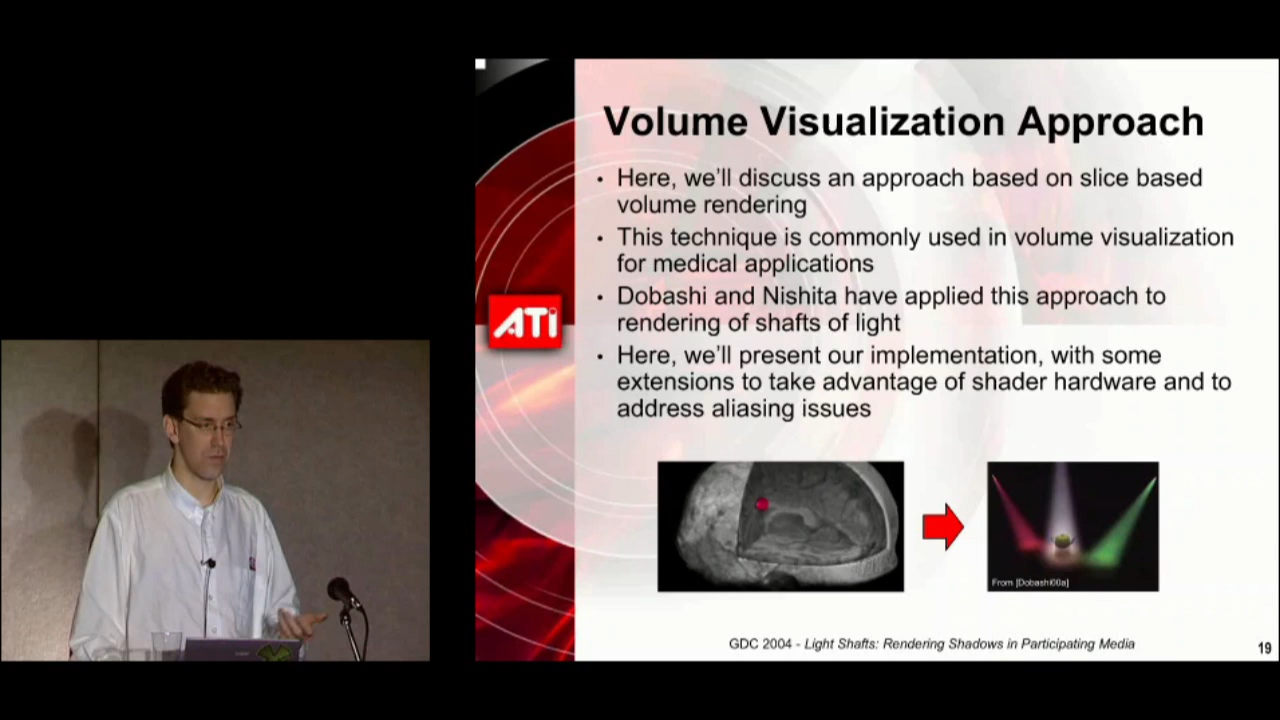 Volume Visualization Approach
• Here, we'll discuss an approach based on slice based
volume rendering
• This technique is commonly used in volume visualization
for medical applications
• Dobashi and Nishita have applied this approach to
rendering of shafts of light
• Here, we'll present our implementation, with some
extensions to take advantage of shader hardware and to
address aliasing issues
ATI
From [Dobashi00a]
GDC 2004 - Light Shafts: Rendering Shadows in Participating Media
19